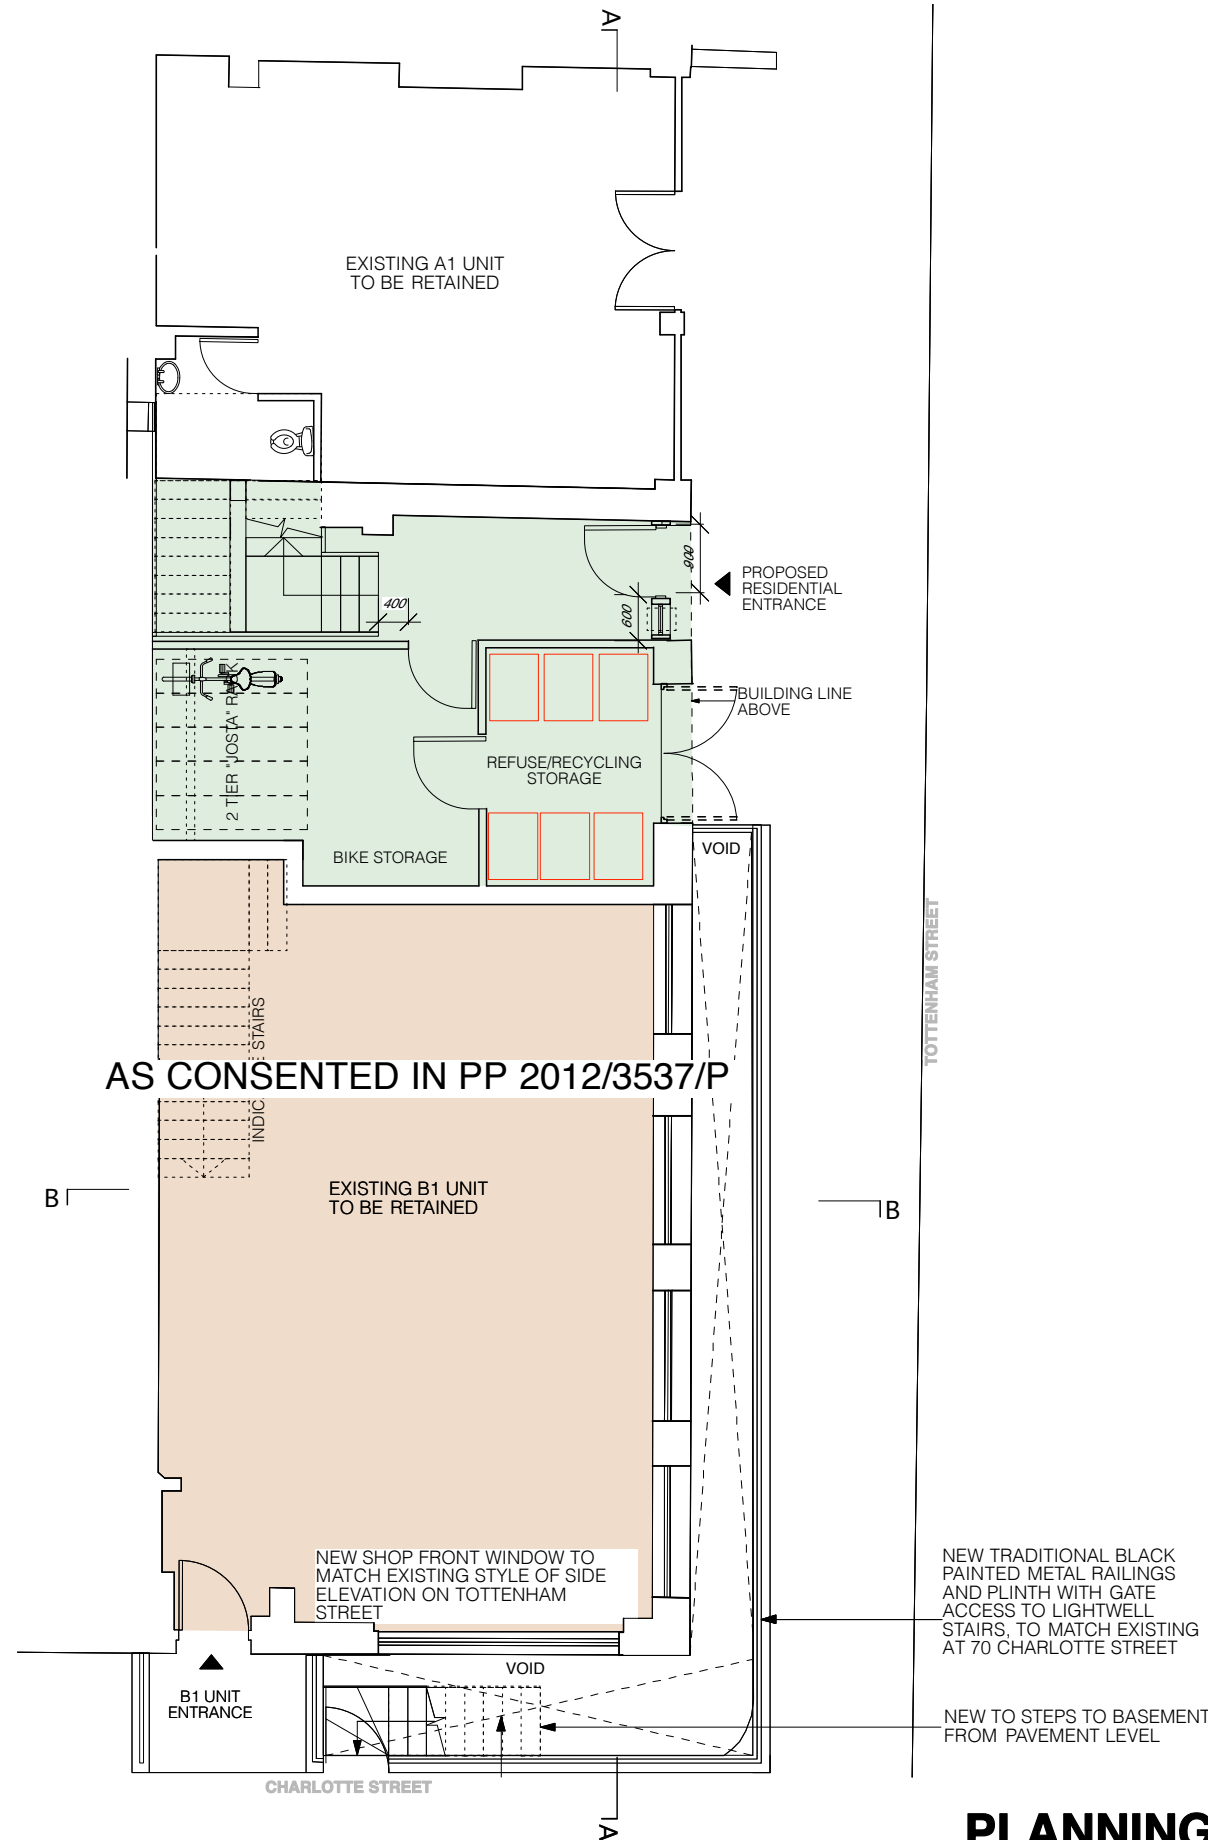 A
EXISTING A1 UNIT
TO BE RETAINED
900
PROPOSED
RESIDENTIAL
ENTRANCE
400
600
2 TIER "JOSTA" RACK
BUILDING LINE
ABOVE
REFUSE/RECYCLING
STORAGE
BIKE STORAGE
VOID
TOTTENHAM STREET
STAIRS
AS CONSENTED IN PP 2012/3537/P
B
EXISTING B1 UNIT
TO BE RETAINED
B
NEW SHOP FRONT WINDOW TO
MATCH EXISTING STYLE OF SIDE
ELEVATION ON TOTTENHAM
STREET
NEW TRADITIONAL BLACK
PAINTED METAL RAILINGS
AND PLINTH WITH GATE
ACCESS TO LIGHTWELL
STAIRS, TO MATCH EXISTING
AT 70 CHARLOTTE STREET
VOID
B1 UNIT
ENTRANCE
NEW TO STEPS TO BASEMENT
FROM PAVEMENT LEVEL
CHARLOTTE STREET
A
PLANNING